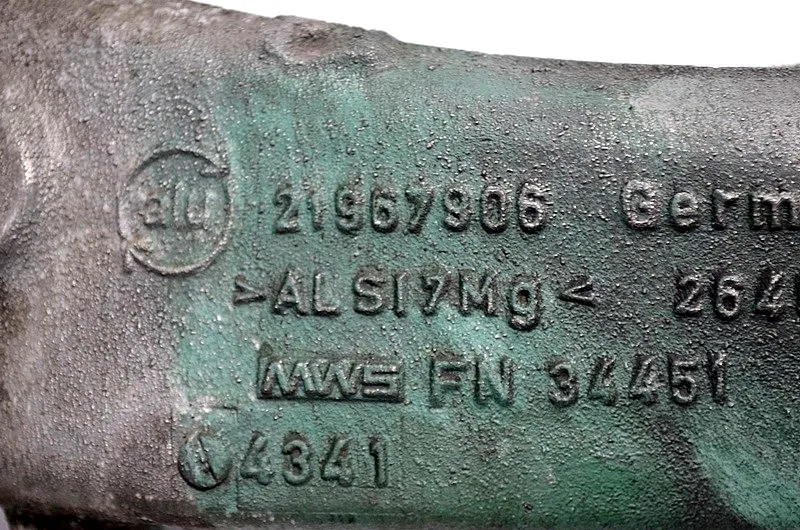 alu 21967906 Germ
>ALSI7Mg< 264
MWS FN 34451
4341